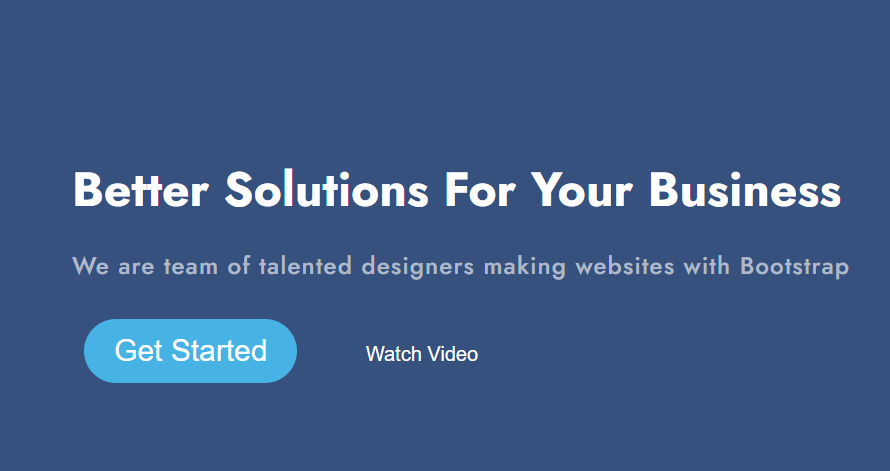 Better Solutions For Your Business
We are team of talented designers making websites with Bootstrap
Get Started
Watch Video